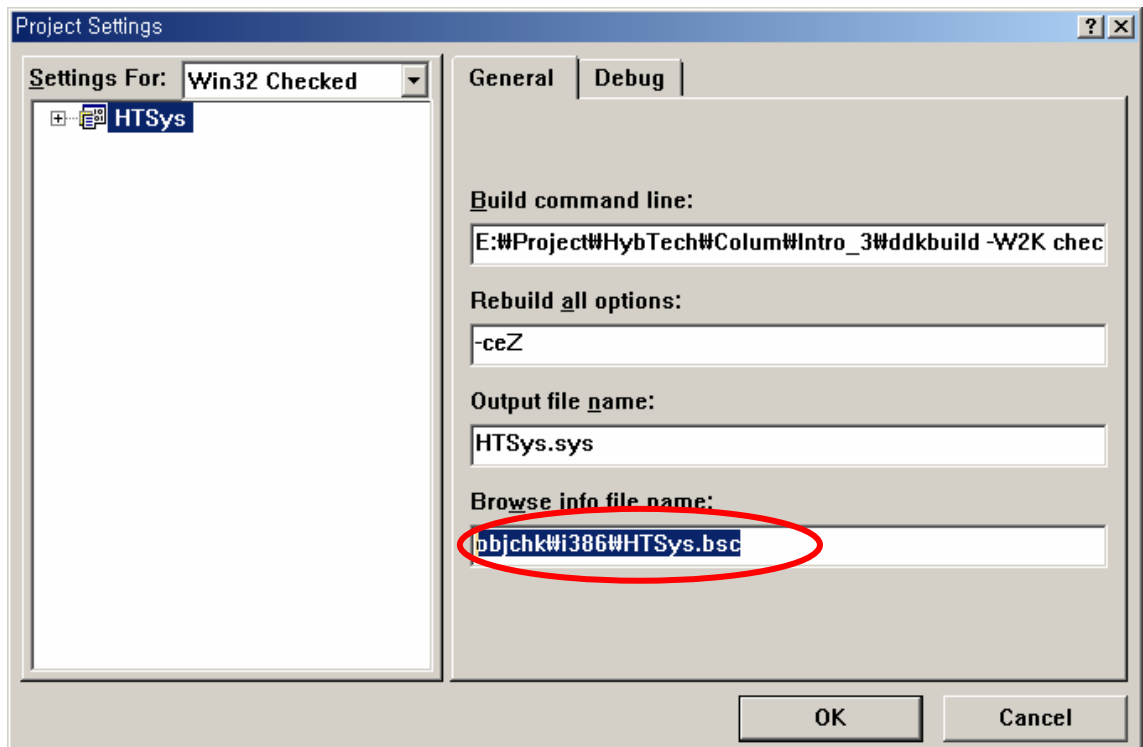 Project Settings
Settings For: Win32 Checked
HTSys
General Debug
Build command line:
E:₩Project₩HybTech₩Colum₩Intro_3₩ddkbuild -W2K chec
Rebuild all options:
-ceZ
Output file name:
HTSys.sys
Browse info file name:
objchk₩i386₩HTSys.bsc
OK Cancel